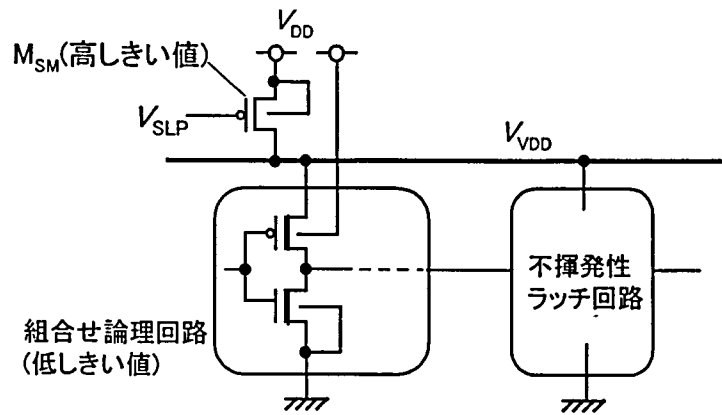 V_DD
M_SM(高しきい値)
V_SLP
V_VDD
不揮発性
ラッチ回路
組合せ論理回路
(低しきい値)